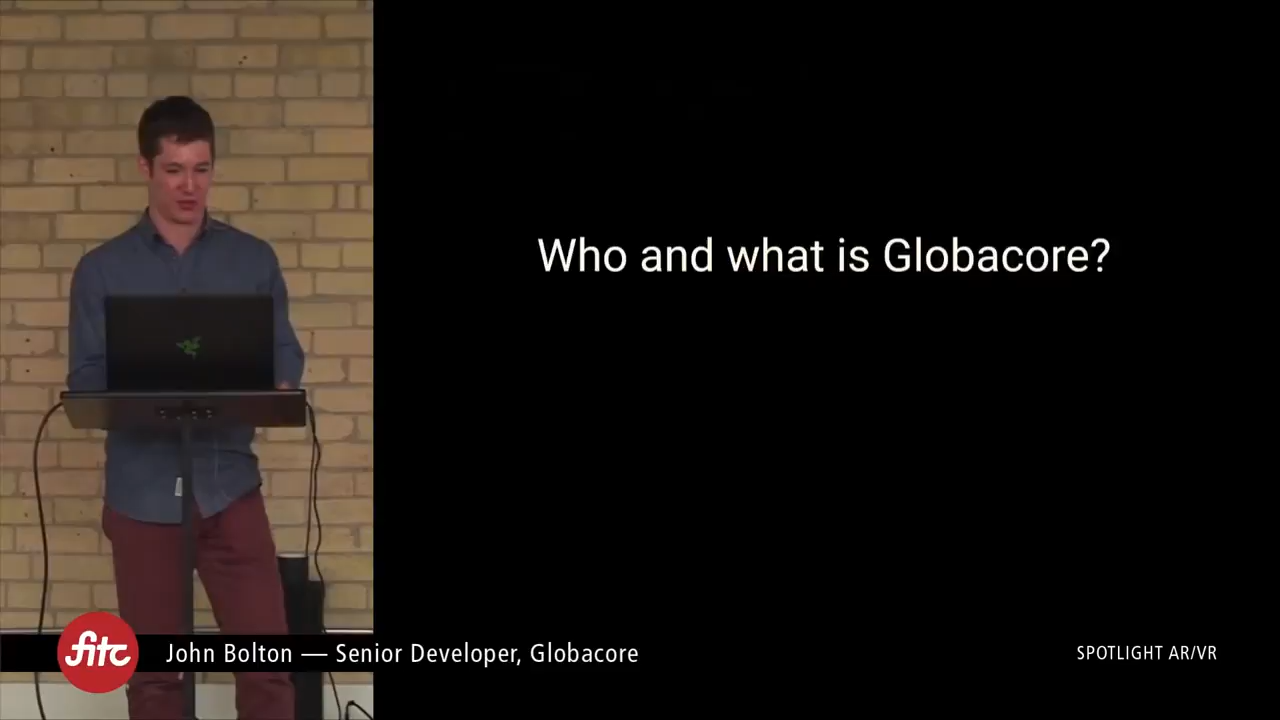 Who and what is Globacore?
fitc
John Bolton — Senior Developer, Globacore
SPOTLIGHT AR/VR